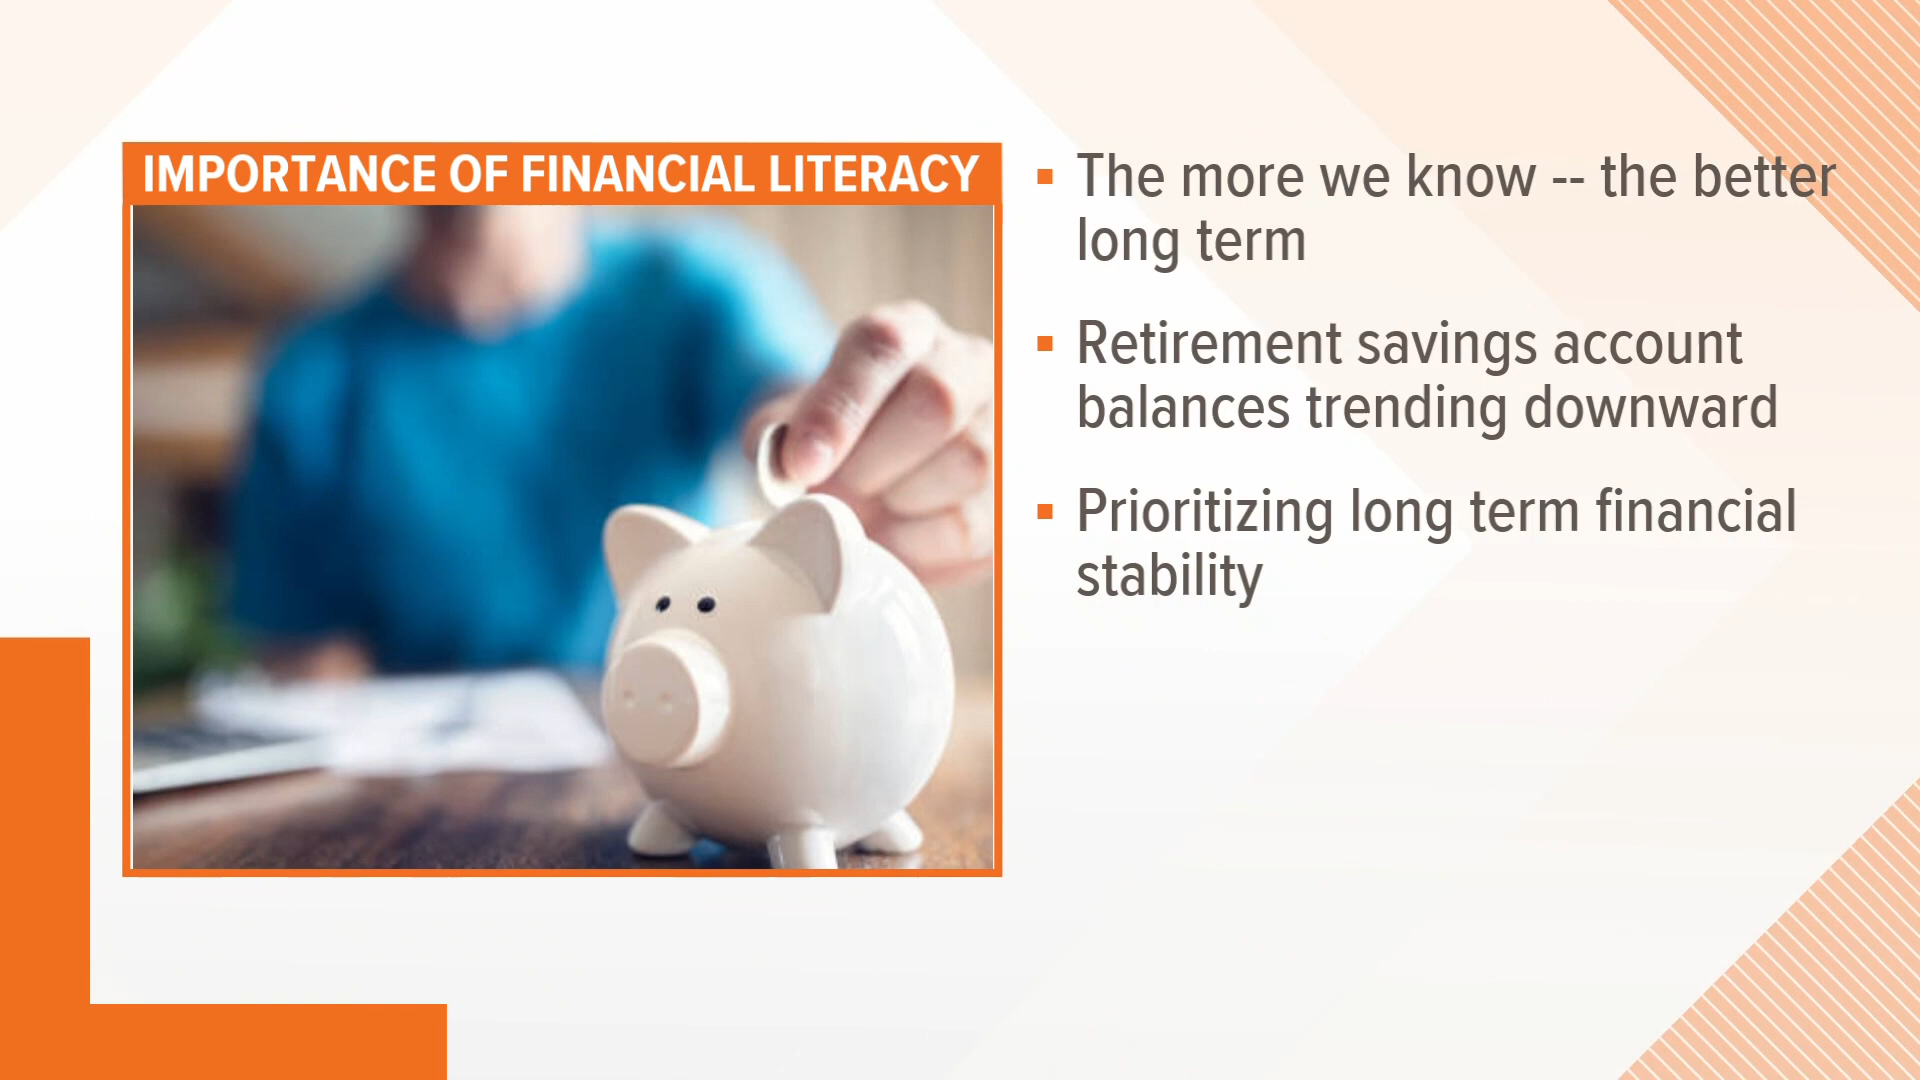 IMPORTANCE OF FINANCIAL LITERACY
▪ The more we know -- the better
long term
▪ Retirement savings account
balances trending downward
▪ Prioritizing long term financial
stability